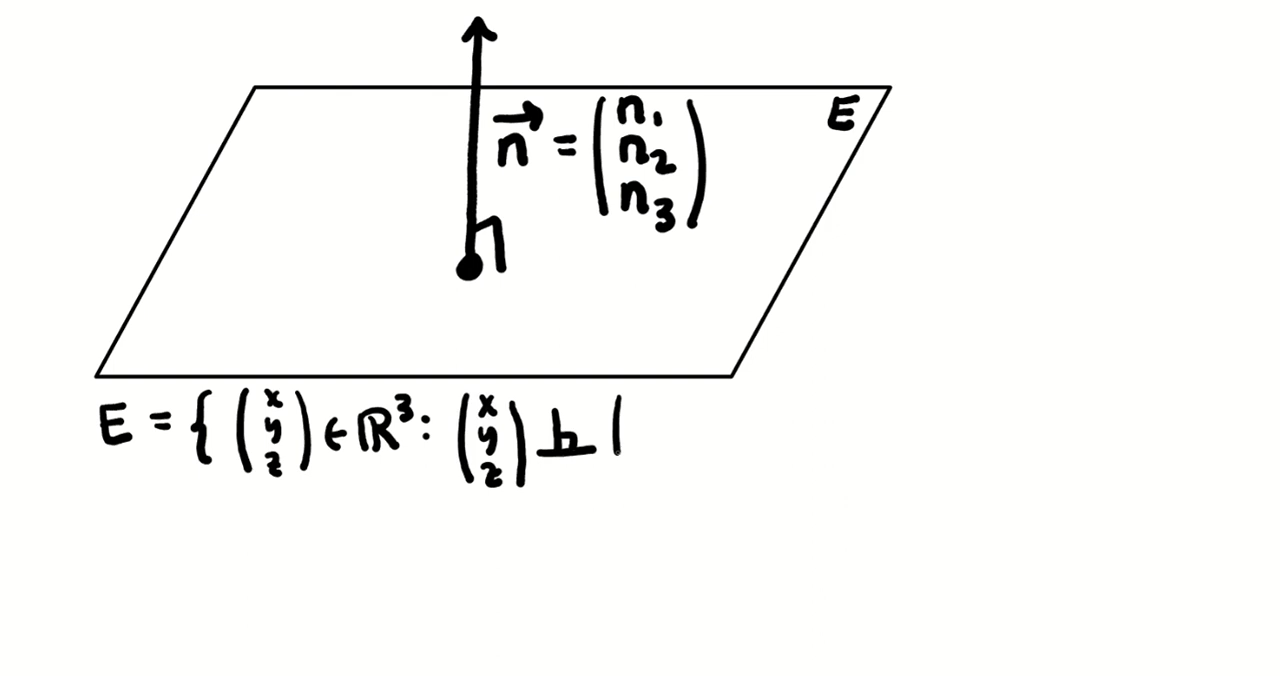 E
n⃗ = (n₁ n₂ n₃)
E = { (x y z) ∈ ℝ³ : (x y z) ⊥ (